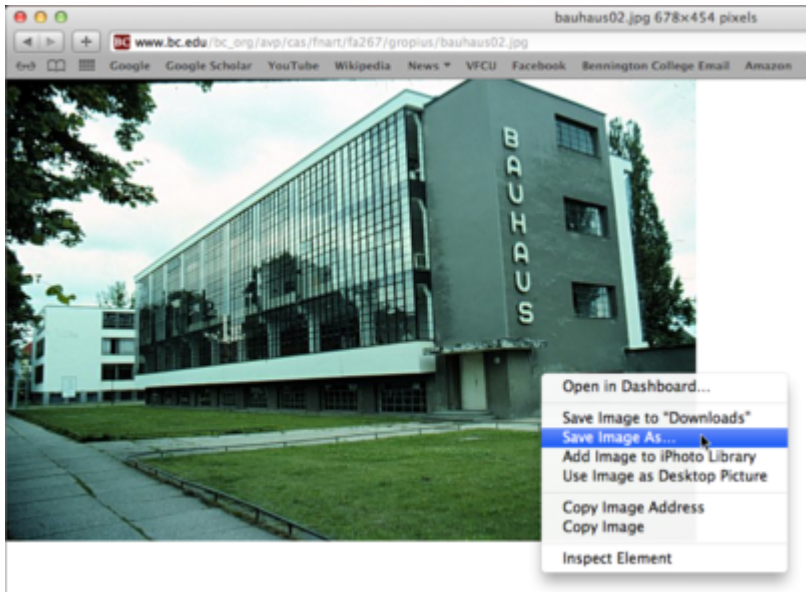 bauhaus02.jpg 678×454 pixels
BC www.bc.edu/bc_org/avp/cas/fnart/fa267/gropius/bauhaus02.jpg
Google Google Scholar YouTube Wikipedia News VFCU Facebook Bennington College Email Amazon
BAUHAUS
Open in Dashboard...
Save Image to "Downloads"
Save Image As...
Add Image to iPhoto Library
Use Image as Desktop Picture
Copy Image Address
Copy Image
Inspect Element